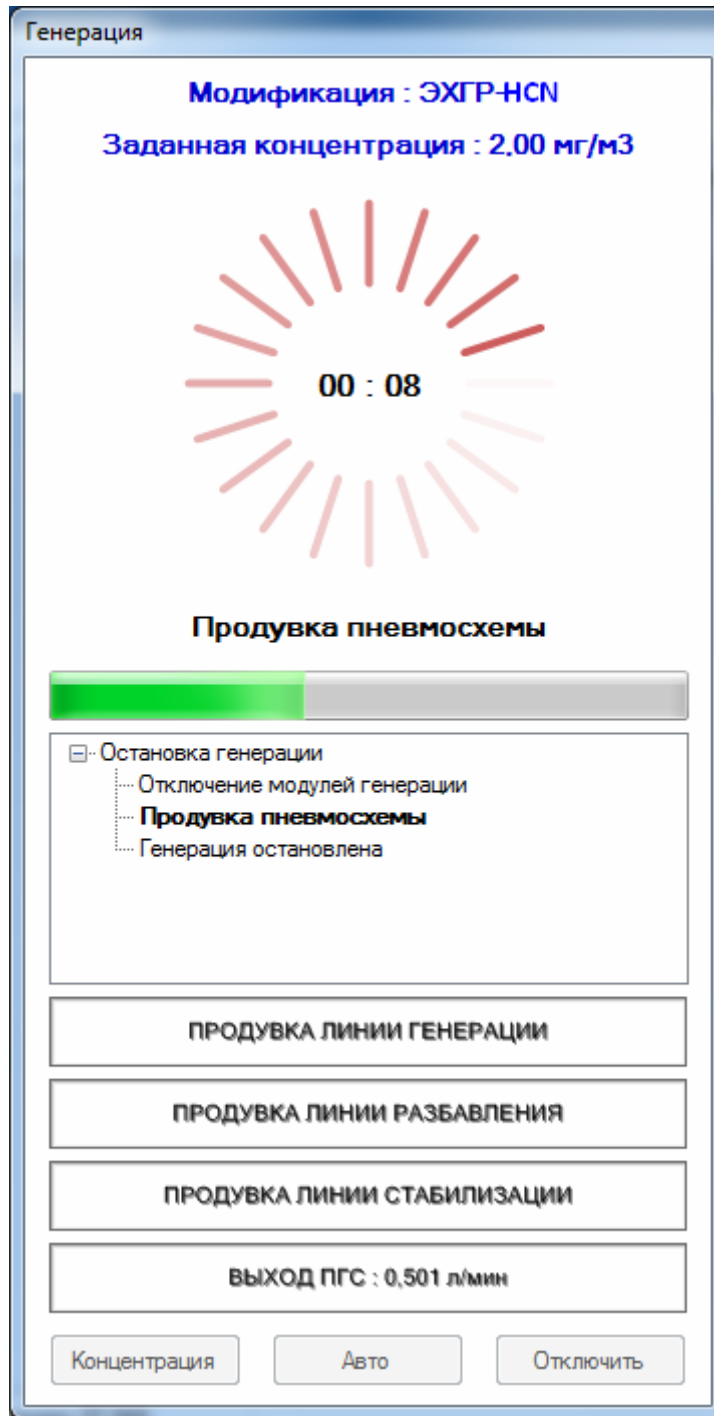 Генерация
Модификация : ЭХГР-HCN
Заданная концентрация : 2,00 мг/м3
00 : 08
Продувка пневмосхемы
Остановка генерации
Отключение модулей генерации
Продувка пневмосхемы
Генерация остановлена
ПРОДУВКА ЛИНИИ ГЕНЕРАЦИИ
ПРОДУВКА ЛИНИИ РАЗБАВЛЕНИЯ
ПРОДУВКА ЛИНИИ СТАБИЛИЗАЦИИ
ВЫХОД ПГС : 0,501 л/мин
Концентрация Авто Отключить